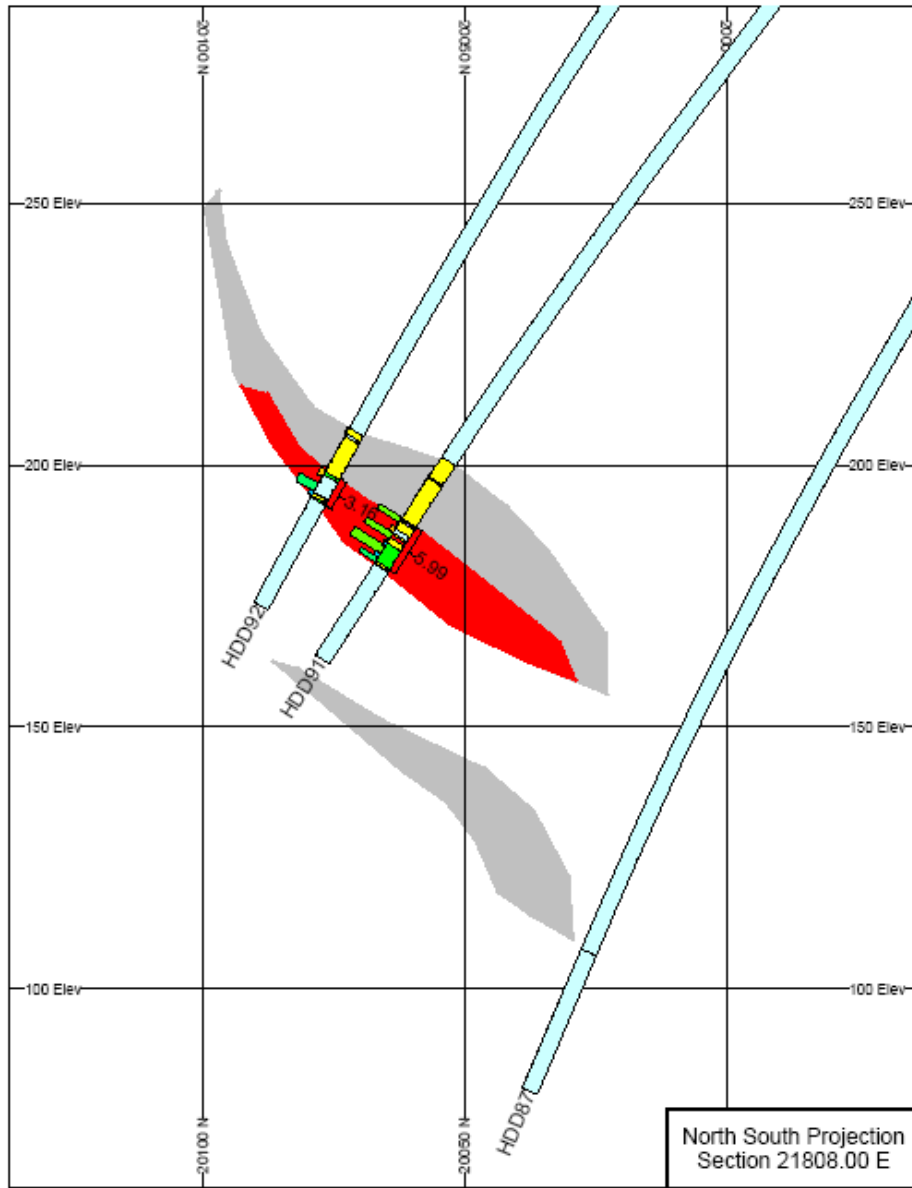 20100 N
20050 N
2000
250 Elev
250 Elev
200 Elev
200 Elev
3.16
5.99
HDD92
HDD91
150 Elev
150 Elev
100 Elev
100 Elev
HDD87
20100 N
20050 N
North South Projection
Section 21808.00 E